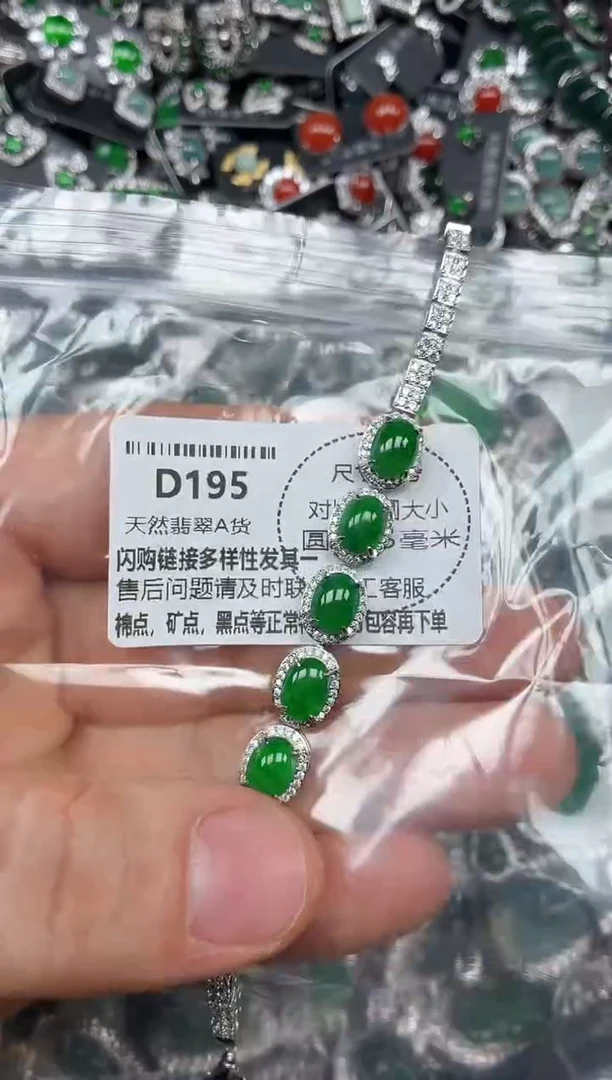 D195
尺
天然翡翠A货
对 大小
圆 毫米
闪购链接多样性发其一
售后问题请及时联 汇客服
棉点，矿点，黑点等正常 包容再下单